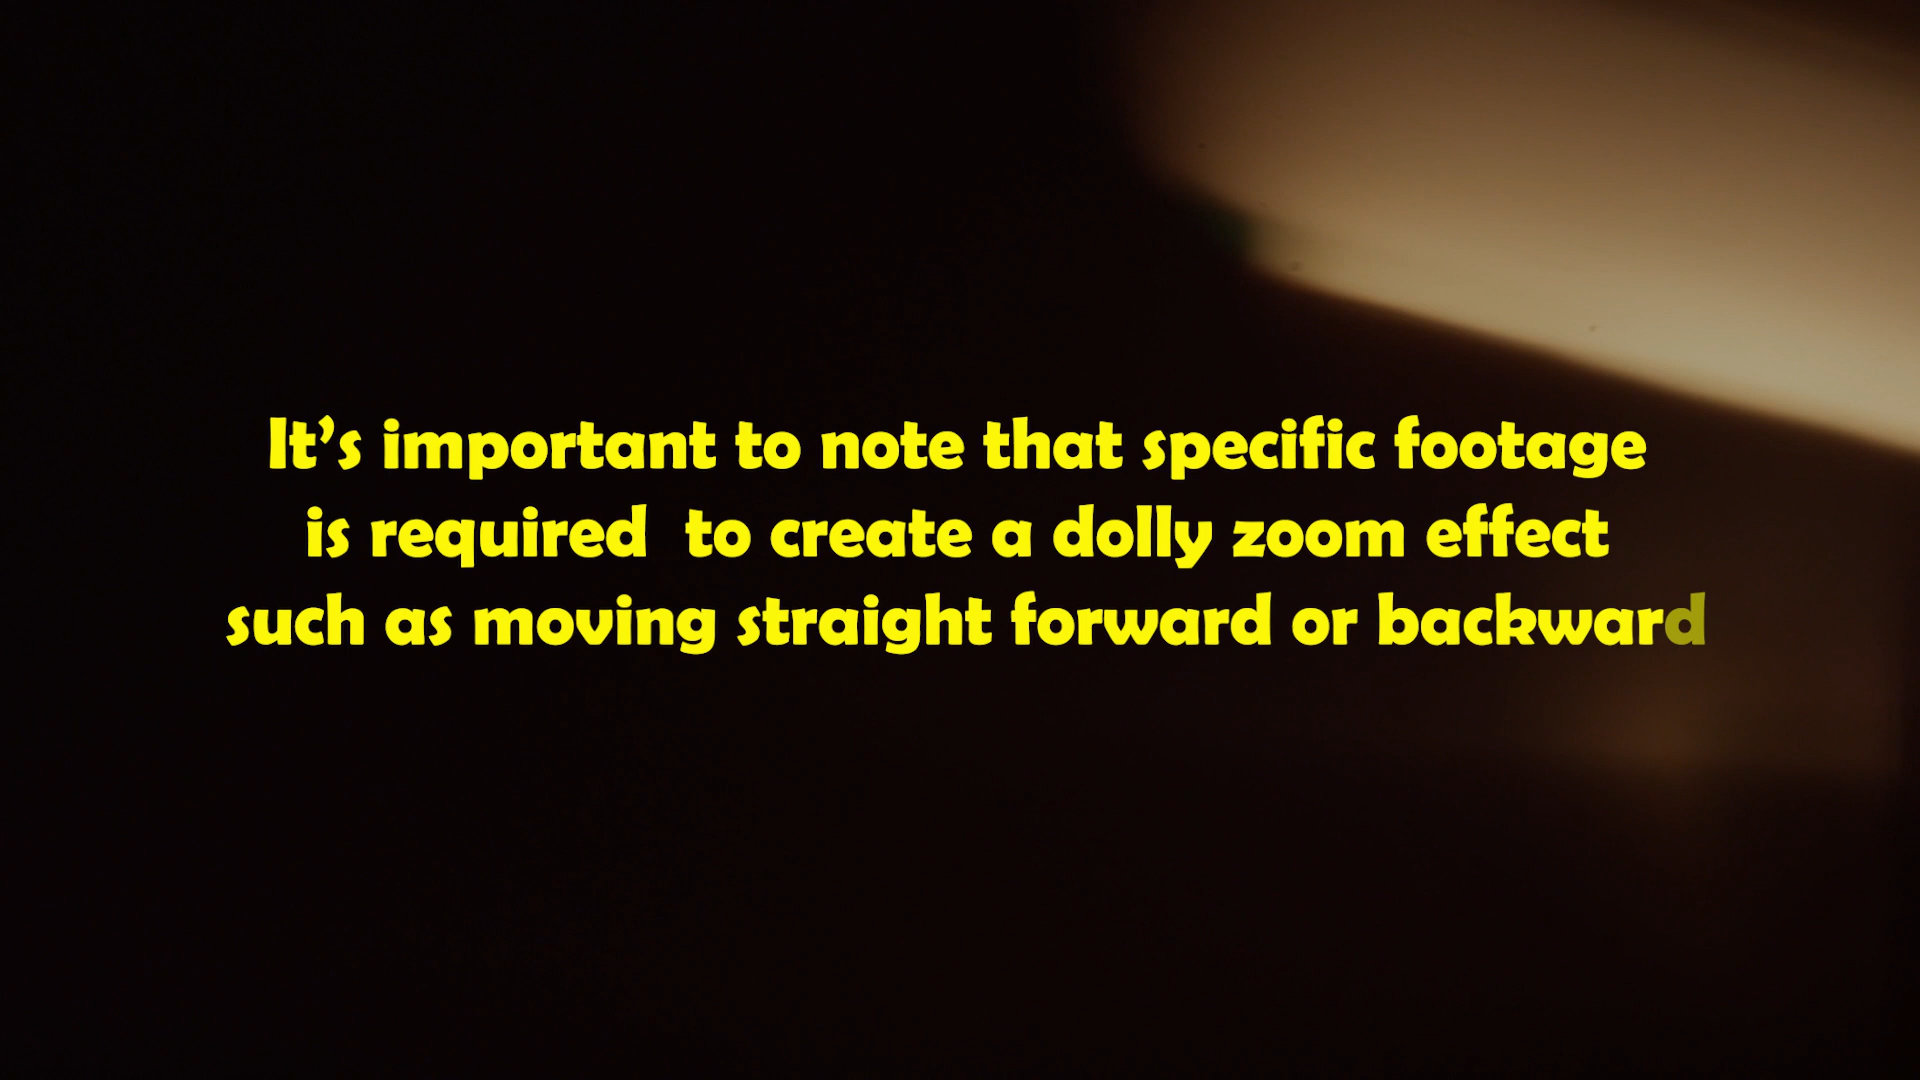 It’s important to note that specific footage
is required  to create a dolly zoom effect
such as moving straight forward or backward